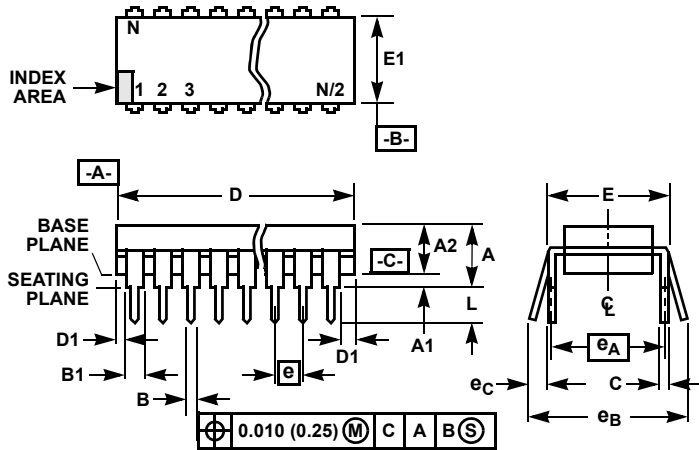 N
E1
INDEX
AREA
1 2 3 N/2
-B-
-A-
D
E
BASE
PLANE
A2
A
-C-
SEATING
PLANE
L
D1
A1
D1
B1
e
B
℄
eA
eC
C
eB
⌖ 0.010 (0.25) Ⓜ C A B Ⓢ